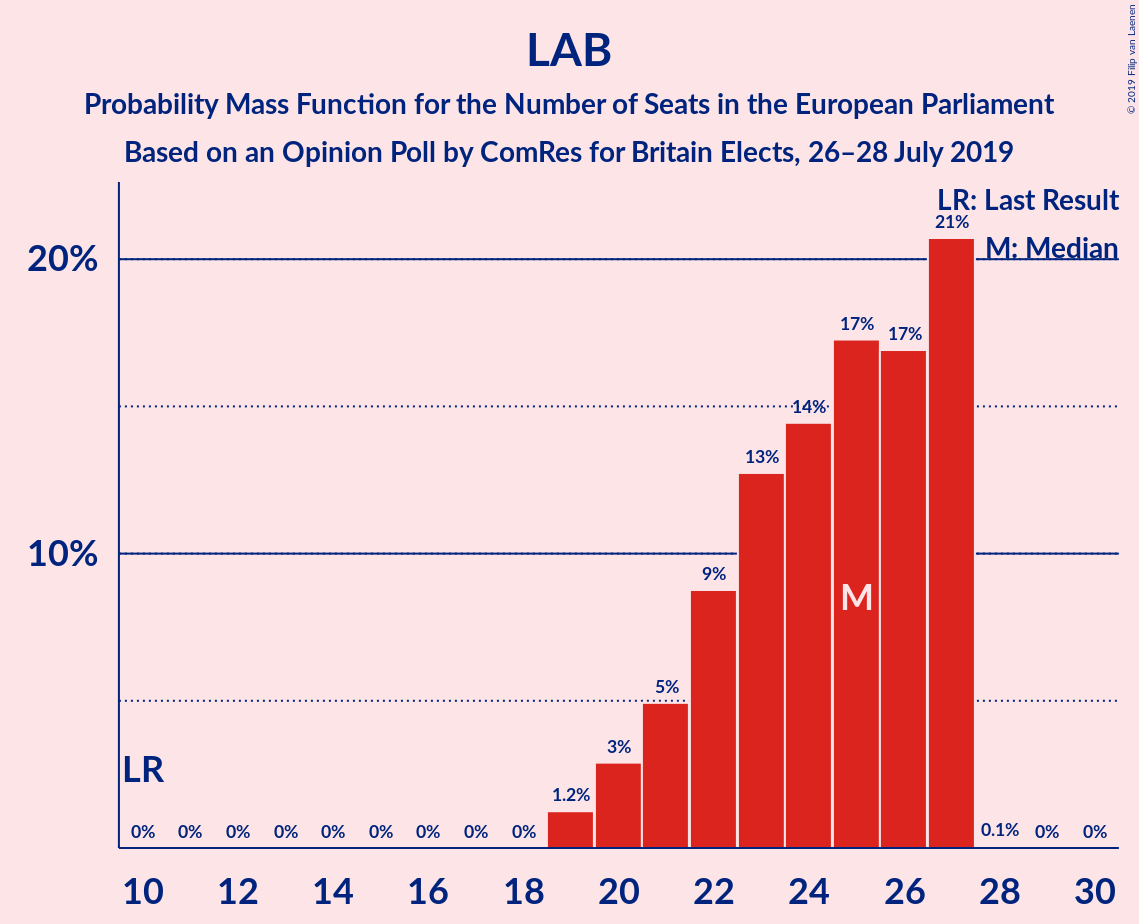 LAB
Probability Mass Function for the Number of Seats in the European Parliament
Based on an Opinion Poll by ComRes for Britain Elects, 26–28 July 2019
© 2019 Filip van Laenen
LR: Last Result
M: Median
20%
10%
21%
17%
17%
14%
13%
9%
5%
3%
1.2%
0.1%
M
LR
0% 0% 0% 0% 0% 0% 0% 0% 0% 0% 0%
10 12 14 16 18 20 22 24 26 28 30